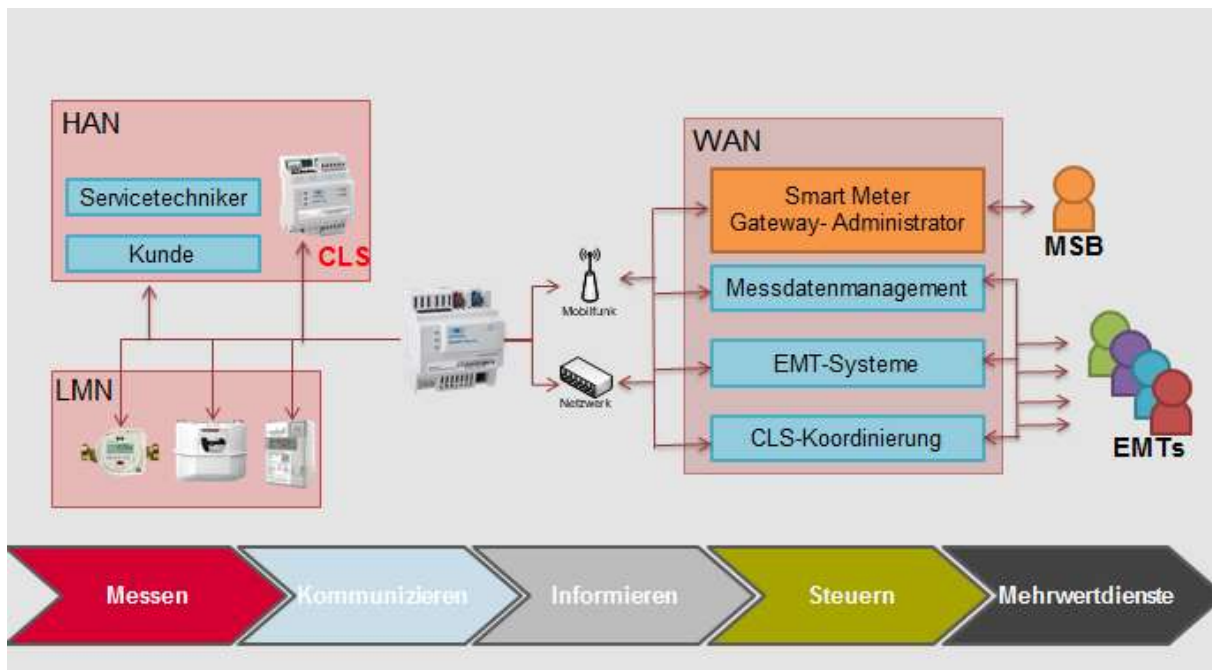 HAN
Servicetechniker
Kunde
CLS
LMN
Mobilfunk
Netzwerk
WAN
Smart Meter
Gateway- Administrator
Messdatenmanagement
EMT-Systeme
CLS-Koordinierung
MSB
EMTs
Messen
Kommunizieren
Informieren
Steuern
Mehrwertdienste